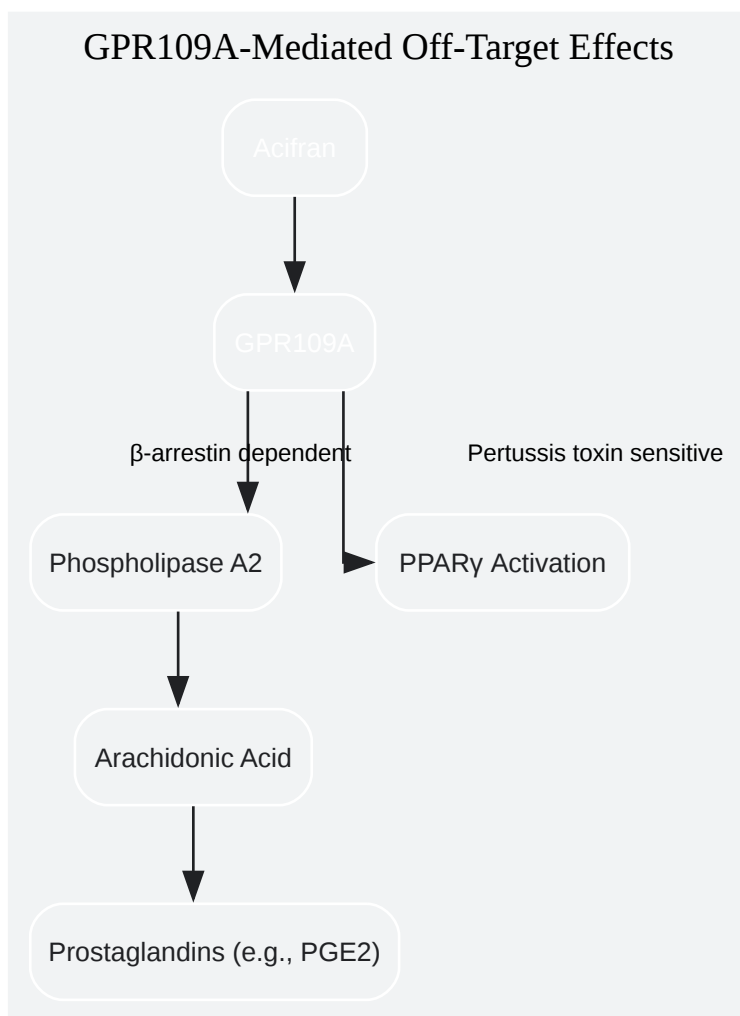 GPR109A-Mediated Off-Target Effects
Acifran
GPR109A
β-arrestin dependent
Pertussis toxin sensitive
Phospholipase A2
PPARγ Activation
Arachidonic Acid
Prostaglandins (e.g., PGE2)